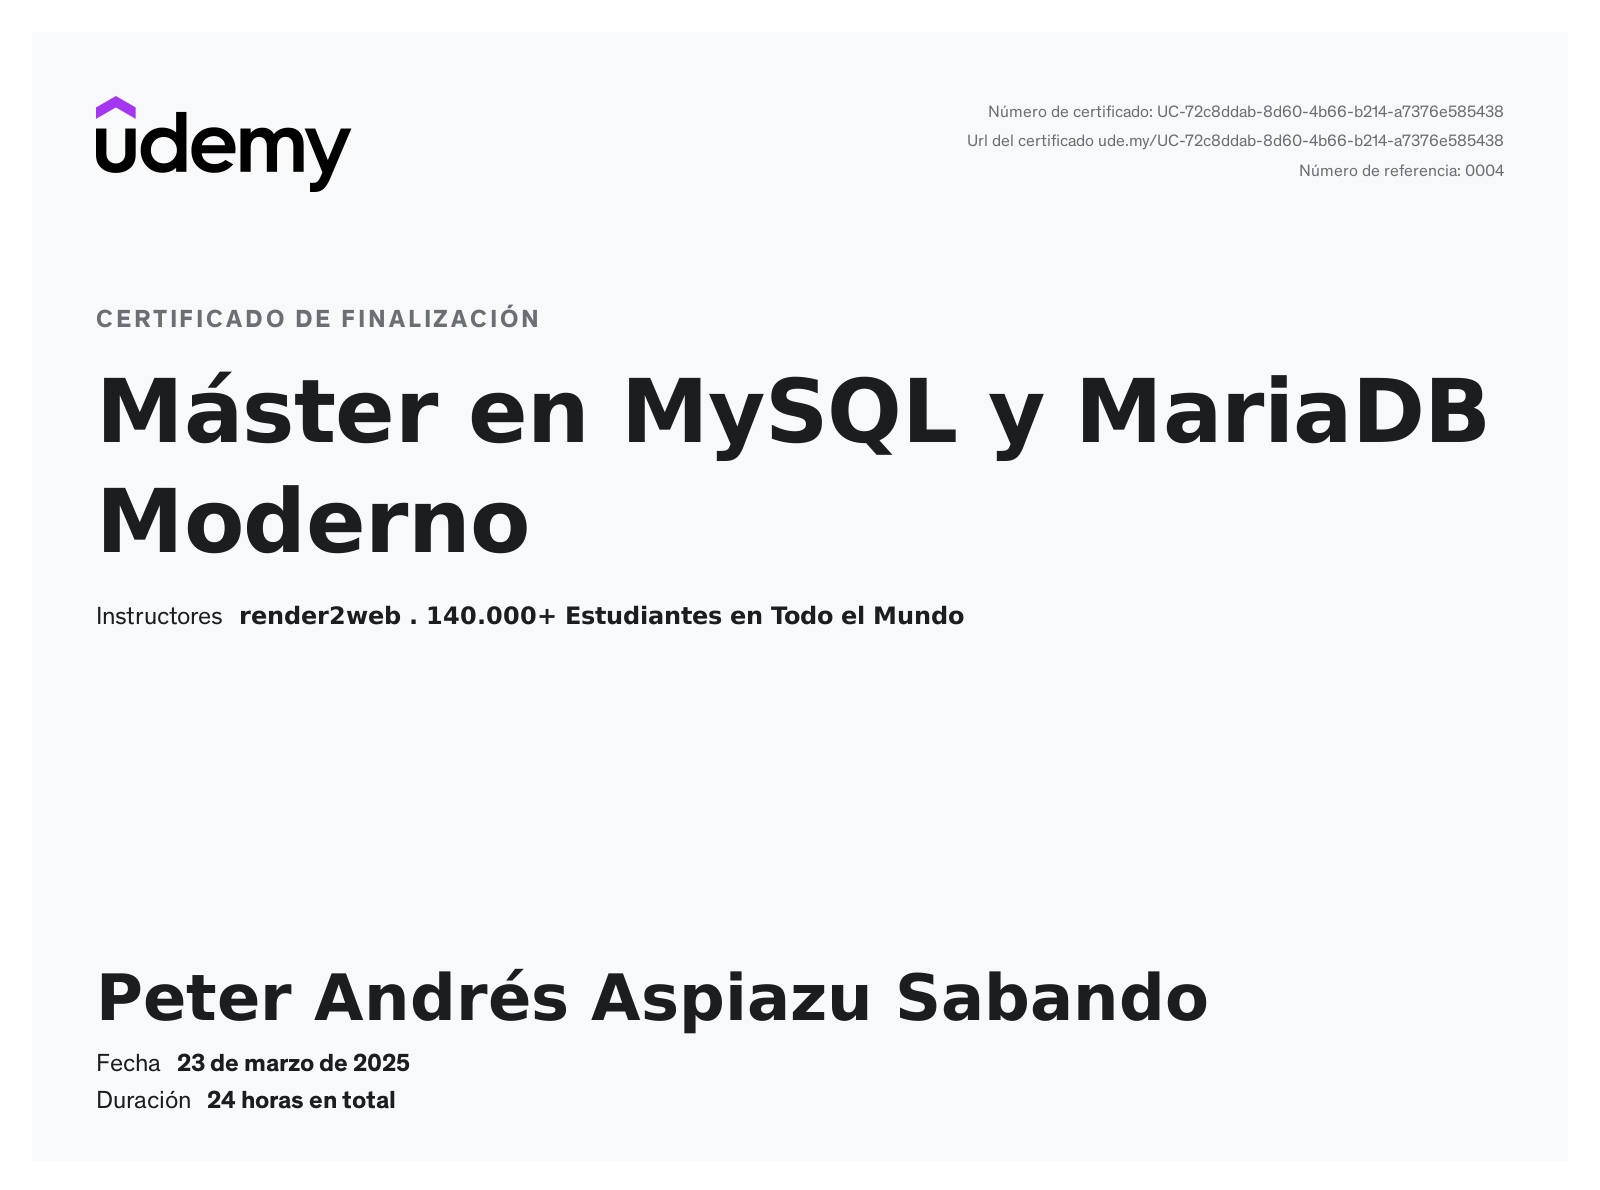 udemy
Número de certificado: UC-72c8ddab-8d60-4b66-b214-a7376e585438
Url del certificado ude.my/UC-72c8ddab-8d60-4b66-b214-a7376e585438
Número de referencia: 0004
CERTIFICADO DE FINALIZACIÓN
Máster en MySQL y MariaDB
Moderno
Instructores render2web . 140.000+ Estudiantes en Todo el Mundo
Peter Andrés Aspiazu Sabando
Fecha 23 de marzo de 2025
Duración 24 horas en total